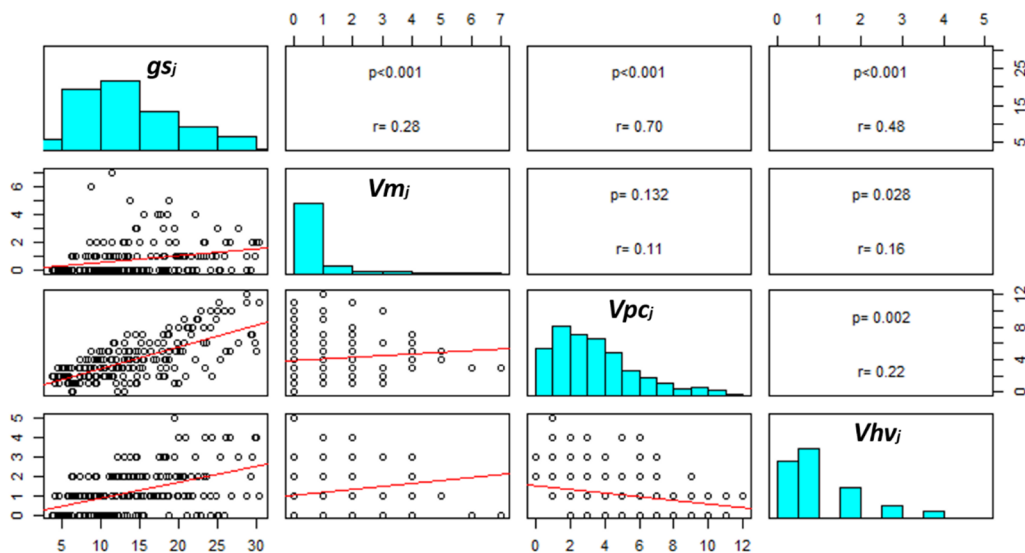 0 1 2 3 4 5 6 7 0 1 2 3 4 5
gsj p<0.001 p<0.001 p<0.001 25
r= 0.28 r= 0.70 r= 0.48 15
5
6 Vmj p= 0.132 p= 0.028
4
2 r= 0.11 r= 0.16
0
Vpcj p= 0.002 12
8
r= 0.22 4
0
5 Vhvj
4
3
2
1
0
5 10 15 20 25 30 0 2 4 6 8 10 12